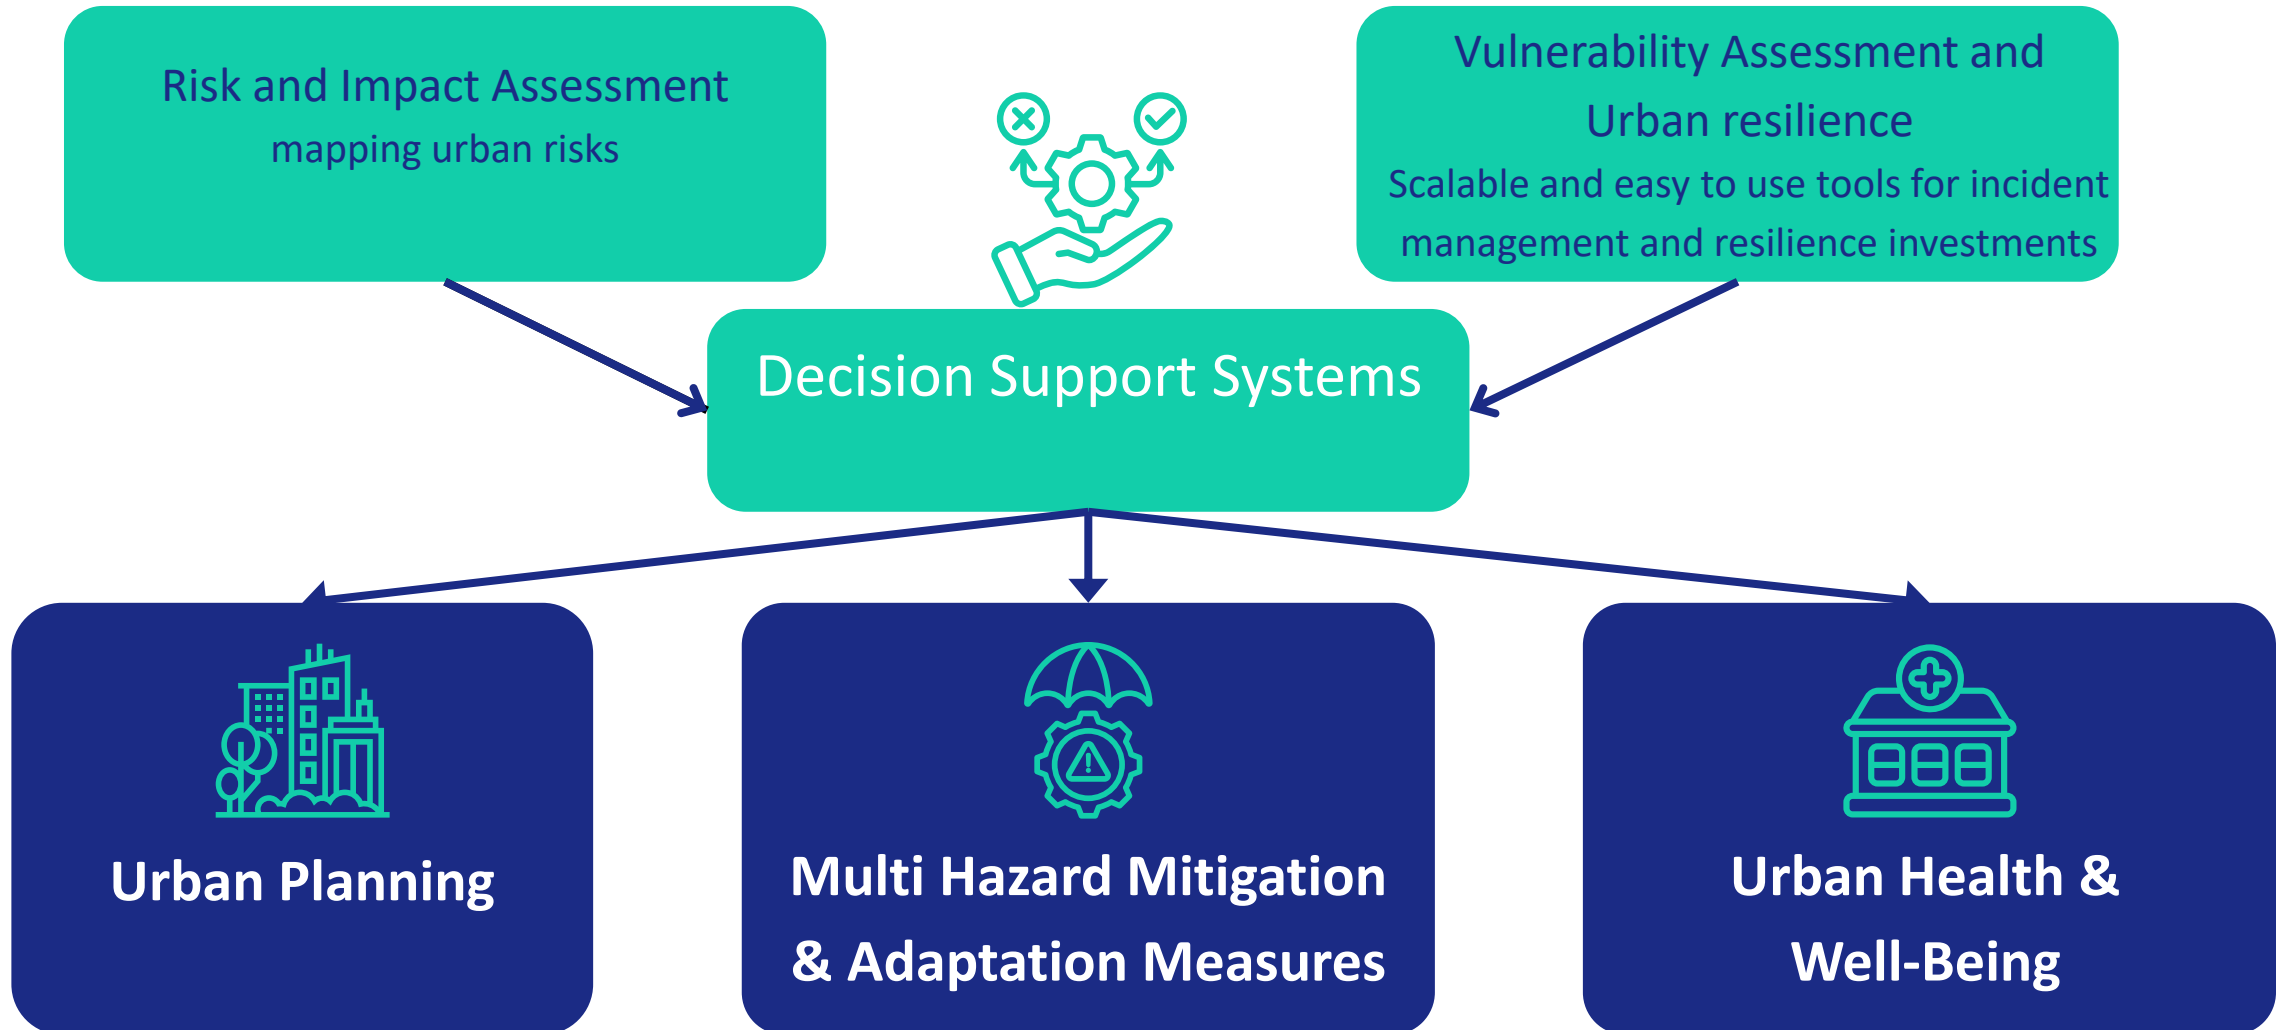 Risk and Impact Assessment
mapping urban risks
Vulnerability Assessment and
Urban resilience
Scalable and easy to use tools for incident
management and resilience investments
Decision Support Systems
Urban Planning
Multi Hazard Mitigation
& Adaptation Measures
Urban Health &
Well-Being